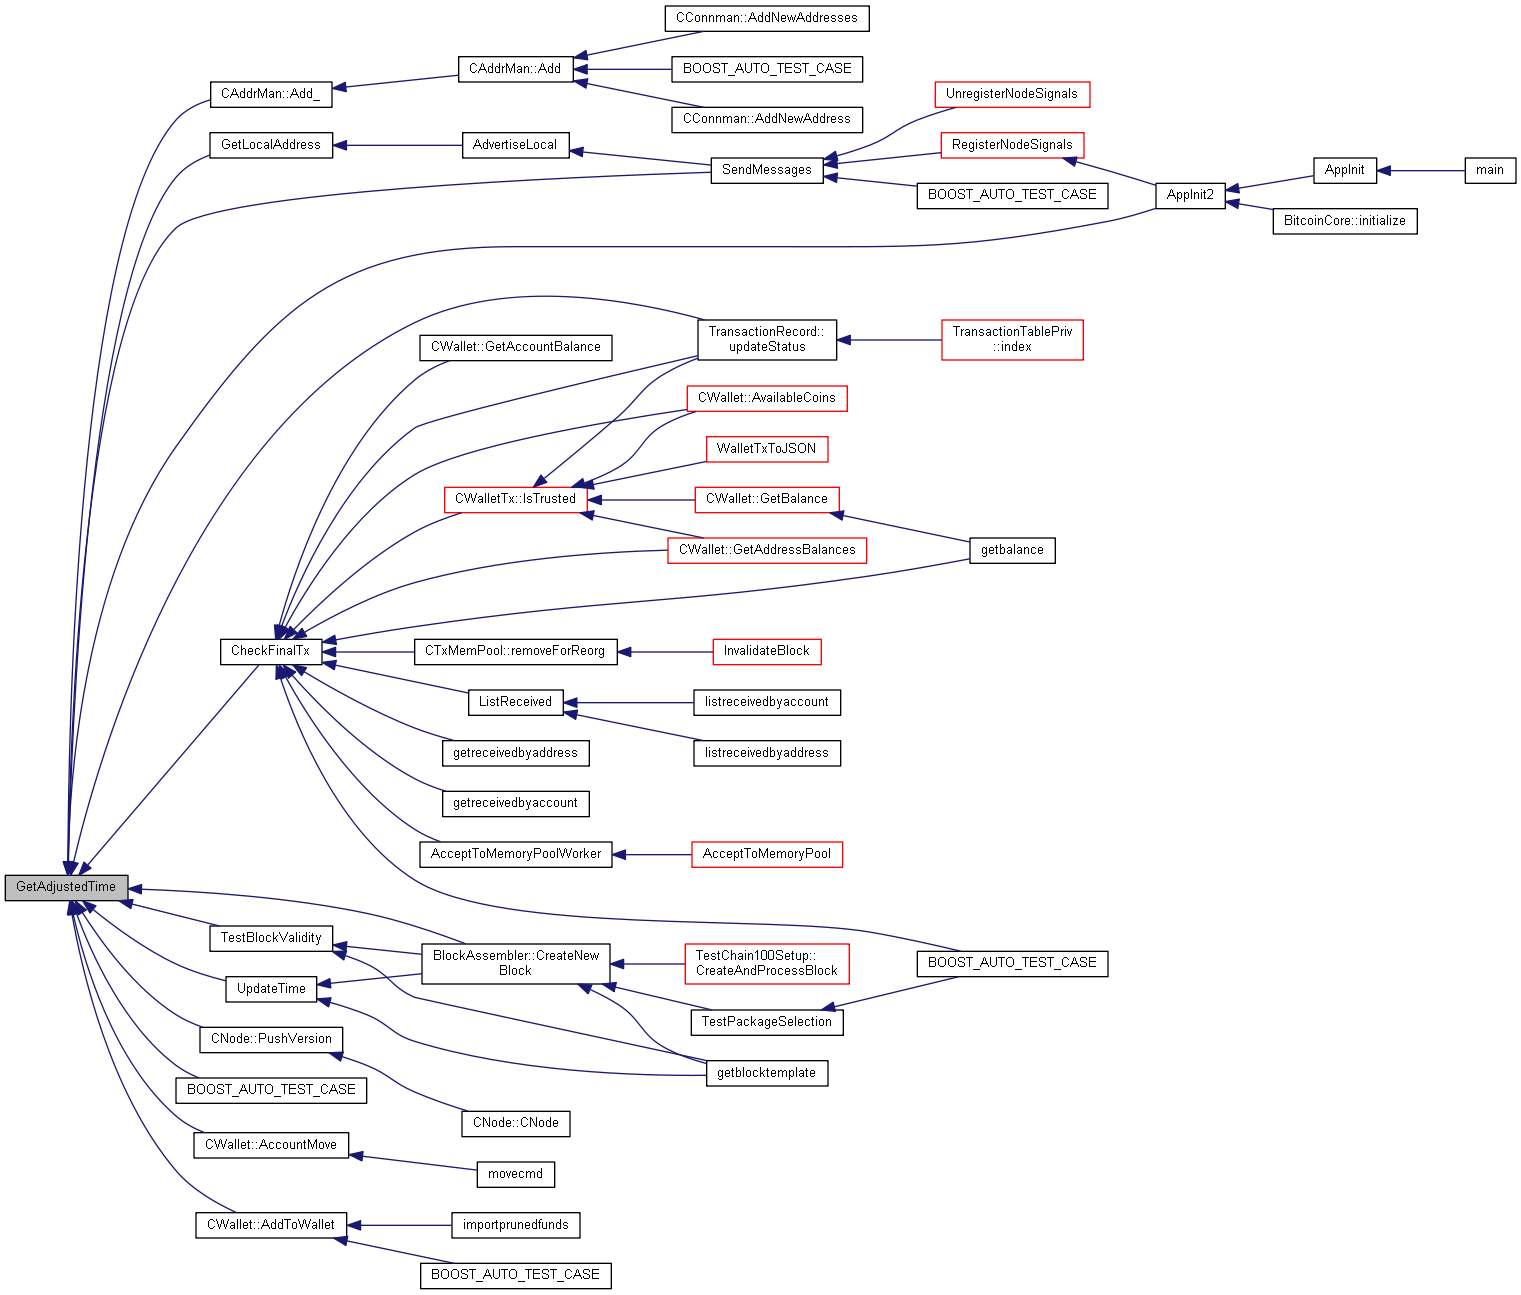 CConnman::AddNewAddresses
CAddrMan::Add
BOOST_AUTO_TEST_CASE
CAddrMan::Add_
UnregisterNodeSignals
CConnman::AddNewAddress
GetLocalAddress
AdvertiseLocal
RegisterNodeSignals
SendMessages
AppInit
main
BOOST_AUTO_TEST_CASE
AppInit2
BitcoinCore::initialize
TransactionRecord::
updateStatus
TransactionTablePriv
::index
CWallet::GetAccountBalance
CWallet::AvailableCoins
WalletTxToJSON
CWalletTx::IsTrusted
CWallet::GetBalance
CWallet::GetAddressBalances
getbalance
CheckFinalTx
CTxMemPool::removeForReorg
InvalidateBlock
ListReceived
listreceivedbyaccount
getreceivedbyaddress
listreceivedbyaddress
getreceivedbyaccount
AcceptToMemoryPoolWorker
AcceptToMemoryPool
GetAdjustedTime
TestBlockValidity
BlockAssembler::CreateNew
Block
TestChain100Setup::
CreateAndProcessBlock
BOOST_AUTO_TEST_CASE
UpdateTime
TestPackageSelection
CNode::PushVersion
getblocktemplate
BOOST_AUTO_TEST_CASE
CNode::CNode
CWallet::AccountMove
movecmd
CWallet::AddToWallet
importprunedfunds
BOOST_AUTO_TEST_CASE